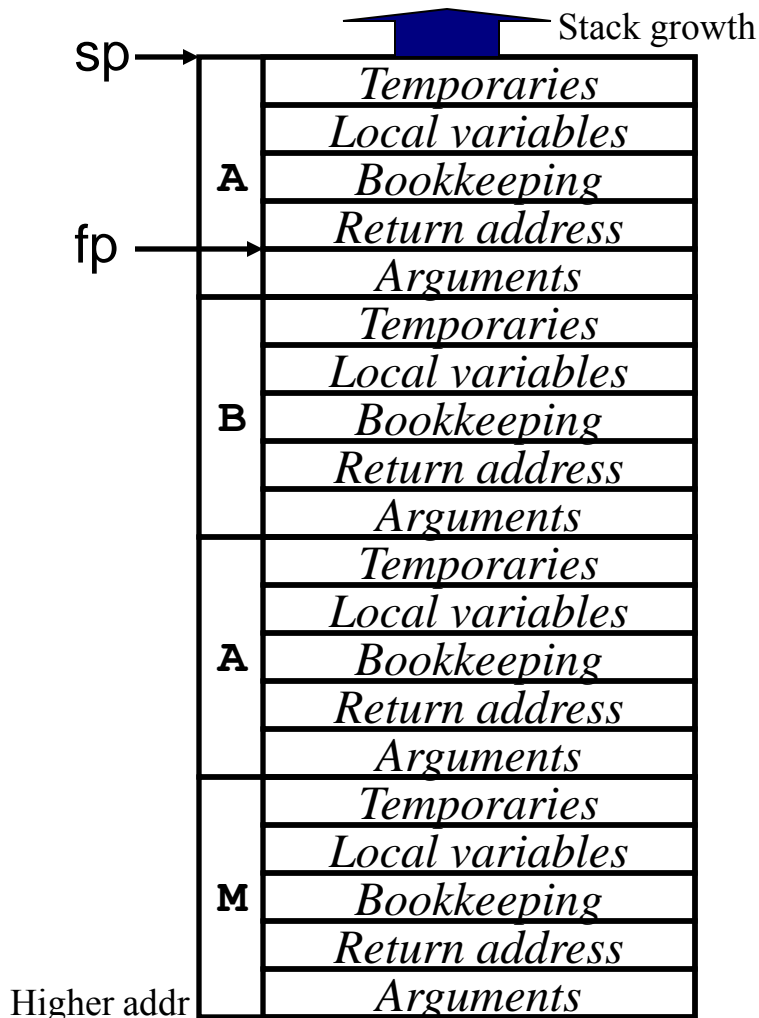 Stack growth
sp
Temporaries
Local variables
A
Bookkeeping
Return address
fp
Arguments
Temporaries
Local variables
B
Bookkeeping
Return address
Arguments
Temporaries
Local variables
A
Bookkeeping
Return address
Arguments
Temporaries
Local variables
M
Bookkeeping
Return address
Higher addr
Arguments